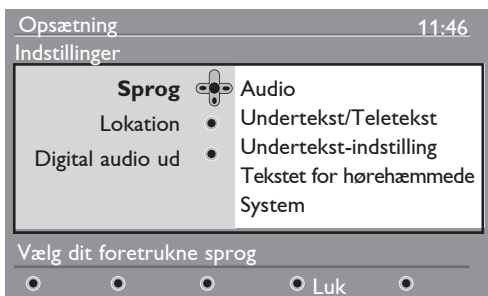 Opsætning 11:46
Indstillinger
Sprog
Lokation
Digital audio ud
Audio
Undertekst/Teletekst
Undertekst-indstilling
Tekstet for hørehæmmede
System
Vælg dit foretrukne sprog
Luk